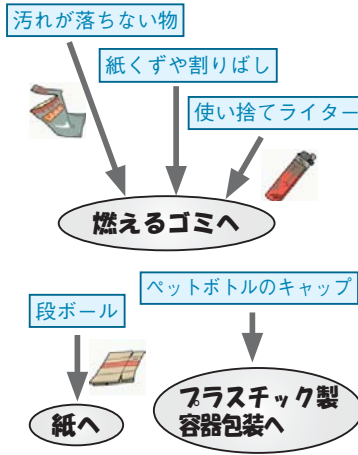 汚れが落ちない物
紙くずや割りばし
使い捨てライター
燃えるゴミへ
ペットボトルのキャップ
段ボール
紙へ
プラスチック製
容器包装へ